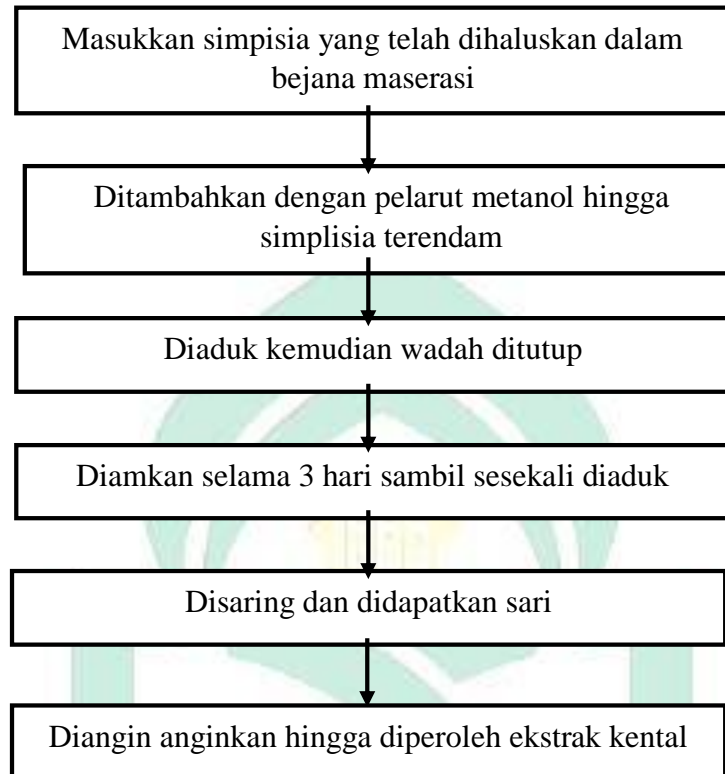 Masukkan simpisia yang telah dihaluskan dalam
bejana maserasi
Ditambahkan dengan pelarut metanol hingga
simplisia terendam
Diaduk kemudian wadah ditutup
Diamkan selama 3 hari sambil sesekali diaduk
Disaring dan didapatkan sari
Diangin anginkan hingga diperoleh ekstrak kental